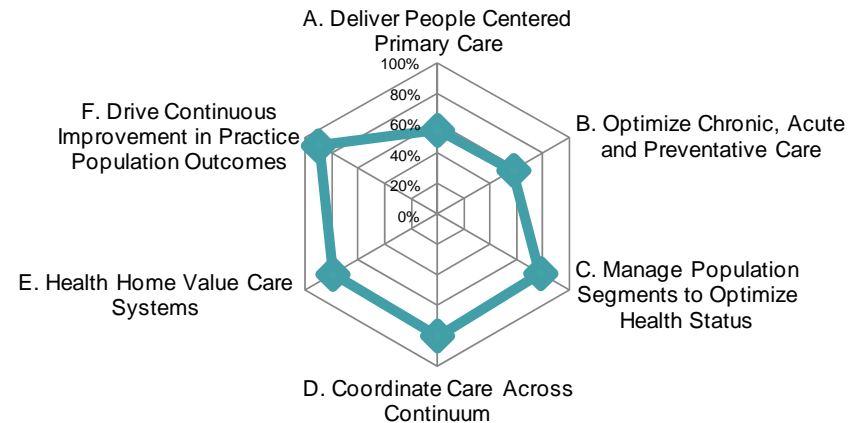 A. Deliver People Centered
Primary Care
100%
80%
60%
40%
20%
0%
B. Optimize Chronic, Acute
and Preventative Care
C. Manage Population
Segments to Optimize
Health Status
D. Coordinate Care Across
Continuum
E. Health Home Value Care
Systems
F. Drive Continuous
Improvement in Practice
Population Outcomes